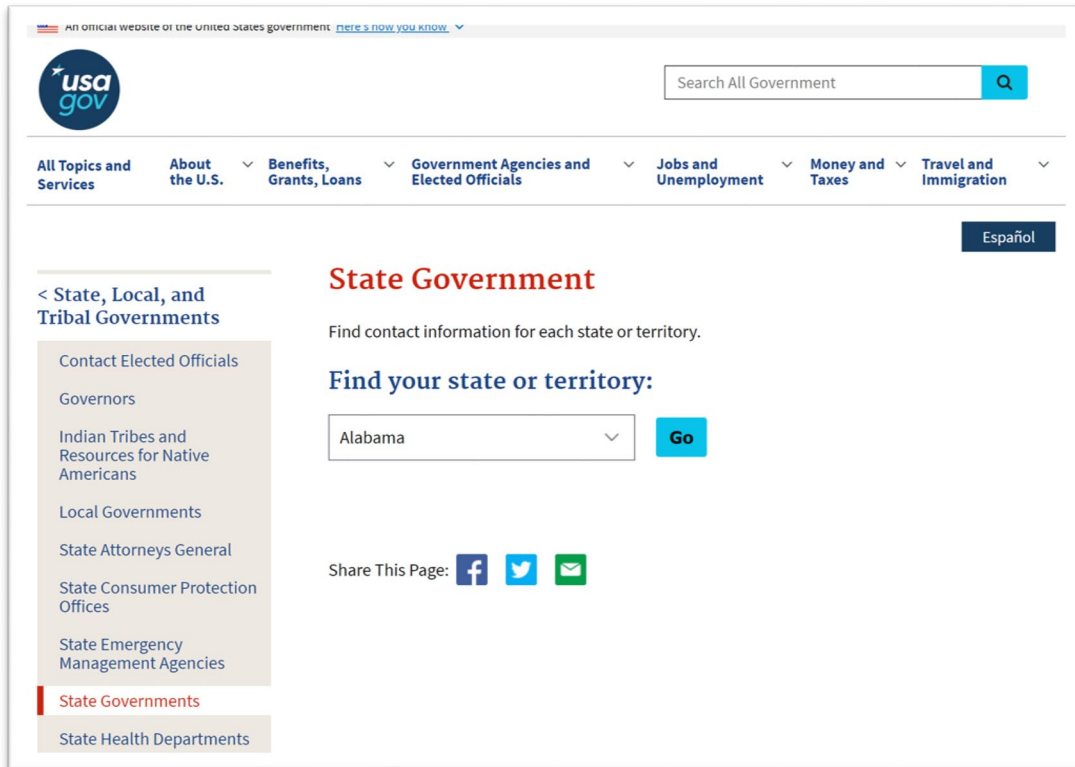 An official website of the United States government Here's how you know
usa
gov
Search All Government
All Topics and
Services
About
the U.S.
Benefits,
Grants, Loans
Government Agencies and
Elected Officials
Jobs and
Unemployment
Money and
Taxes
Travel and
Immigration
Español
< State, Local, and
Tribal Governments
Contact Elected Officials
Governors
Indian Tribes and
Resources for Native
Americans
Local Governments
State Attorneys General
State Consumer Protection
Offices
State Emergency
Management Agencies
State Governments
State Health Departments
State Government
Find contact information for each state or territory.
Find your state or territory:
Alabama
Go
Share This Page: